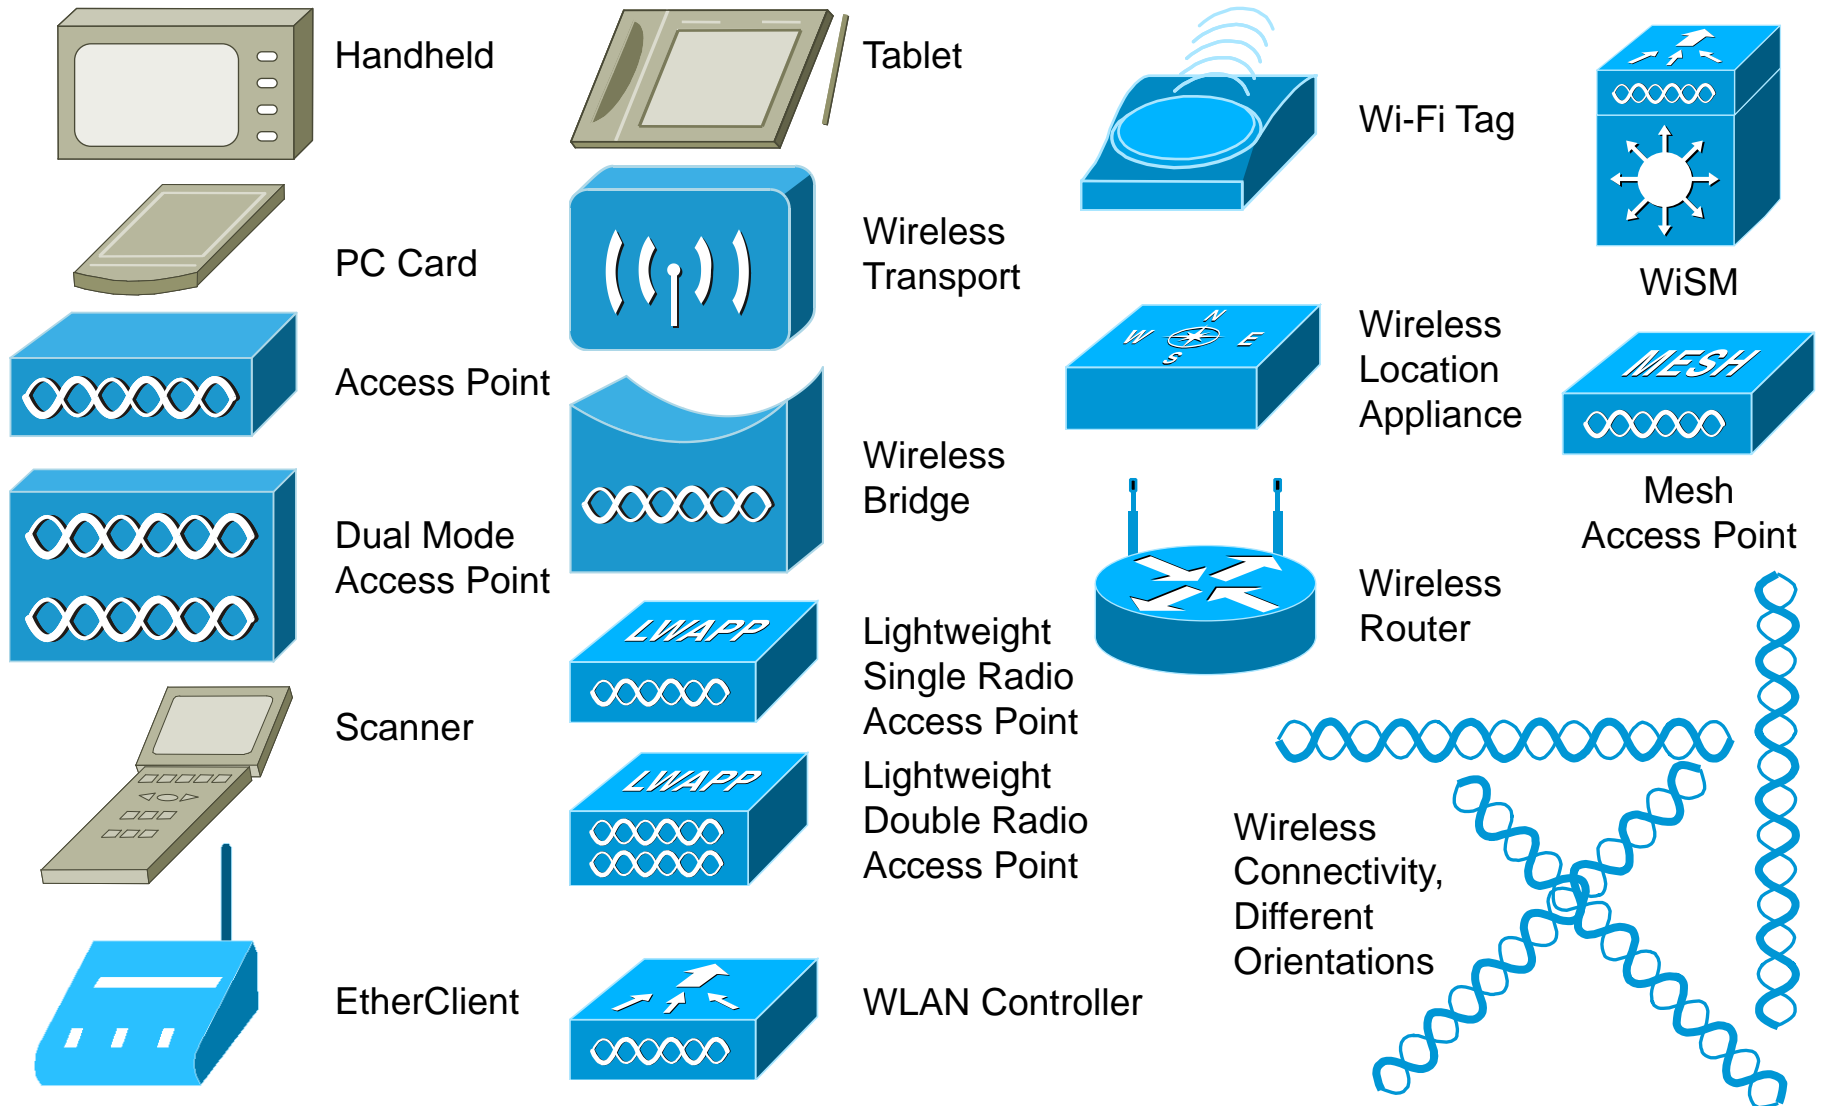 Handheld
PC Card
Access Point
Dual Mode
Access Point
Scanner
EtherClient
Tablet
Wireless
Transport
Wireless
Bridge
LWAPP
Lightweight
Single Radio
Access Point
LWAPP
Lightweight
Double Radio
Access Point
WLAN Controller
Wi-Fi Tag
N
W
E
S
Wireless
Location
Appliance
Wireless
Router
WiSM
MESH
Mesh
Access Point
Wireless
Connectivity,
Different
Orientations